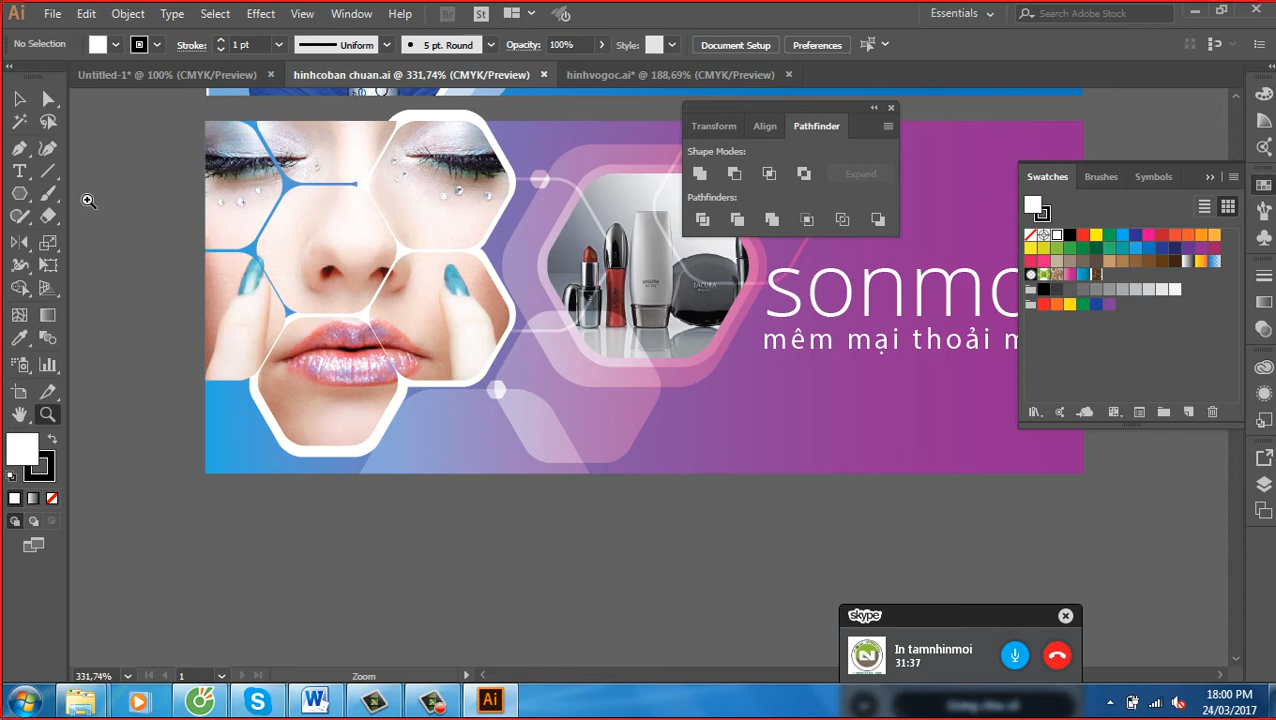 Ai File Edit Object Type Select Effect View Window Help Br St Essentials Search Adobe Stock
No Selection Stroke: 1 pt Uniform 5 pt. Round Opacity: 100% Style: Document Setup Preferences
Untitled-1* @ 100% (CMYK/Preview) hinhcoban chuan.ai @ 331,74% (CMYK/Preview) hinhvogoc.ai* @ 188,69% (CMYK/Preview)
Transform Align Pathfinder
Shape Modes:
Expand
Pathfinders:
Swatches Brushes Symbols
sonmo
mêm mại thoải m
331,74% 1 Zoom
skype
In tamnhinmoi
31:37
W Ai
18:00 PM
24/03/2017